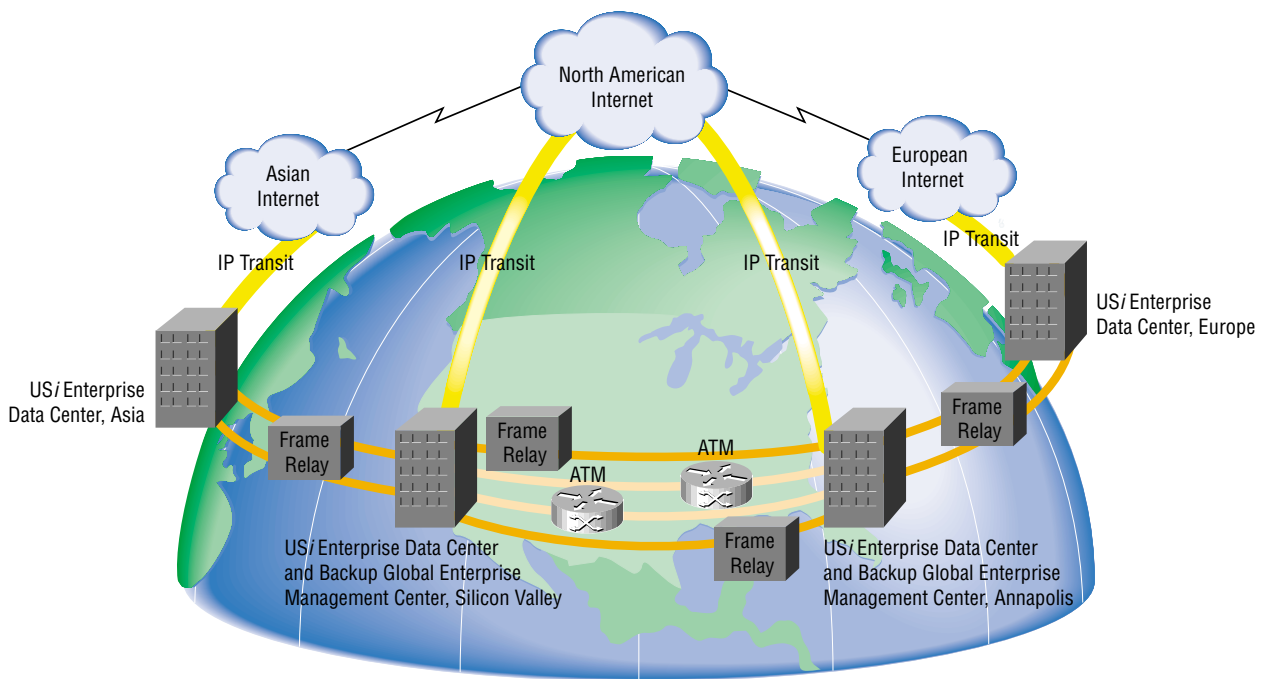 North American
Internet
Asian
Internet
European
Internet
IP Transit
IP Transit
IP Transit
IP Transit
USi Enterprise
Data Center, Europe
USi Enterprise
Data Center, Asia
Frame
Relay
Frame
Relay
ATM
ATM
Frame
Relay
Frame
Relay
USi Enterprise Data Center
and Backup Global Enterprise
Management Center, Silicon Valley
USi Enterprise Data Center
and Backup Global Enterprise
Management Center, Annapolis